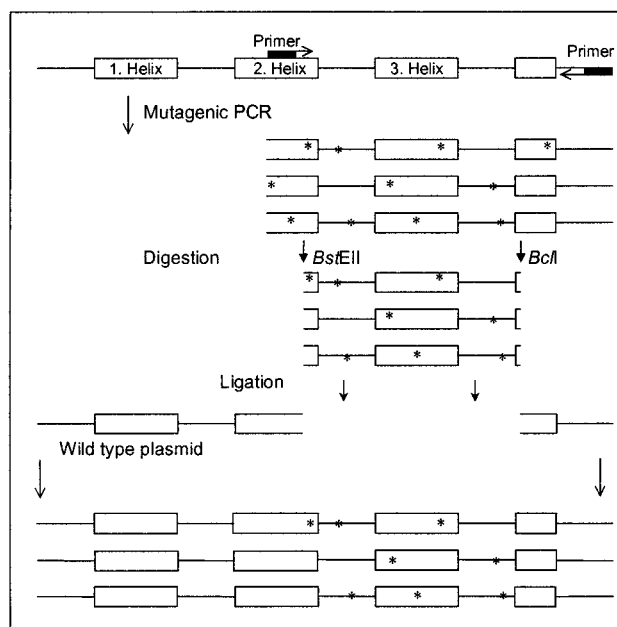 Primer
Primer
1. Helix 2. Helix 3. Helix
Mutagenic PCR
* * * *
* * *
* * * *
Digestion BstEII BclI
* * *
* *
* * *
Ligation
Wild type plasmid
* * *
* *
* * *